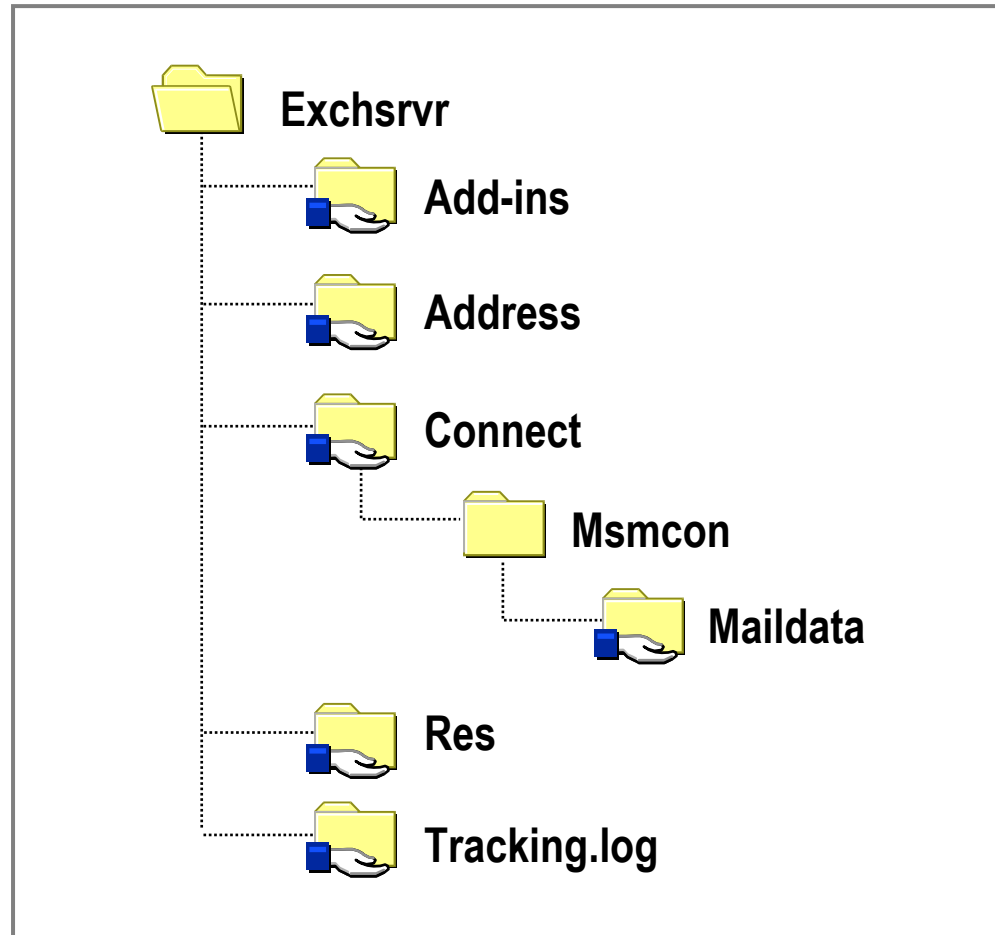 Exchsrvr
Add-ins
Address
Connect
Msmcon
Maildata
Res
Tracking.log